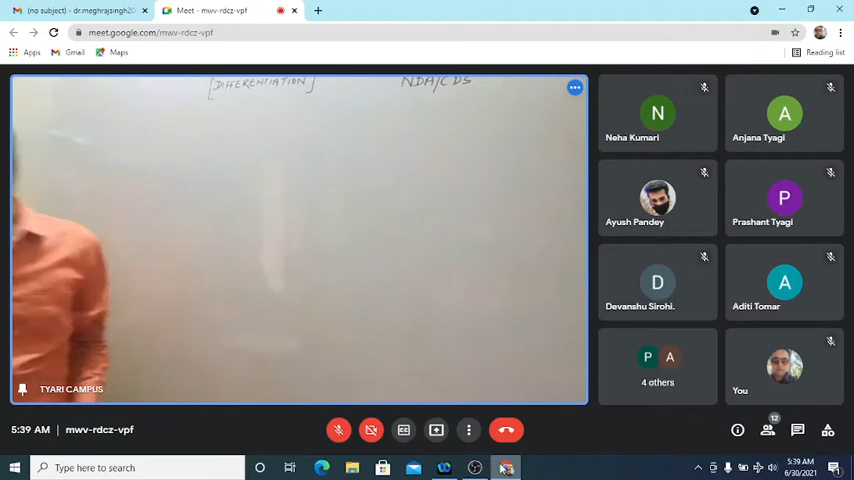 (no subject) - dr.meghrajsingh20
Meet - mwv-rdcz-vpf
meet.google.com/mwv-rdcz-vpf
Apps
Gmail
Maps
Reading list
[DIFFERENTIATION]
NDA/CDS
N
Neha Kumari
A
Anjana Tyagi
Ayush Pandey
P
Prashant Tyagi
D
Devanshu Sirohi.
A
Aditi Tomar
P A
4 others
You
TYARI CAMPUS
5:39 AM | mwv-rdcz-vpf
12
Type here to search
5:39 AM
6/30/2021
1